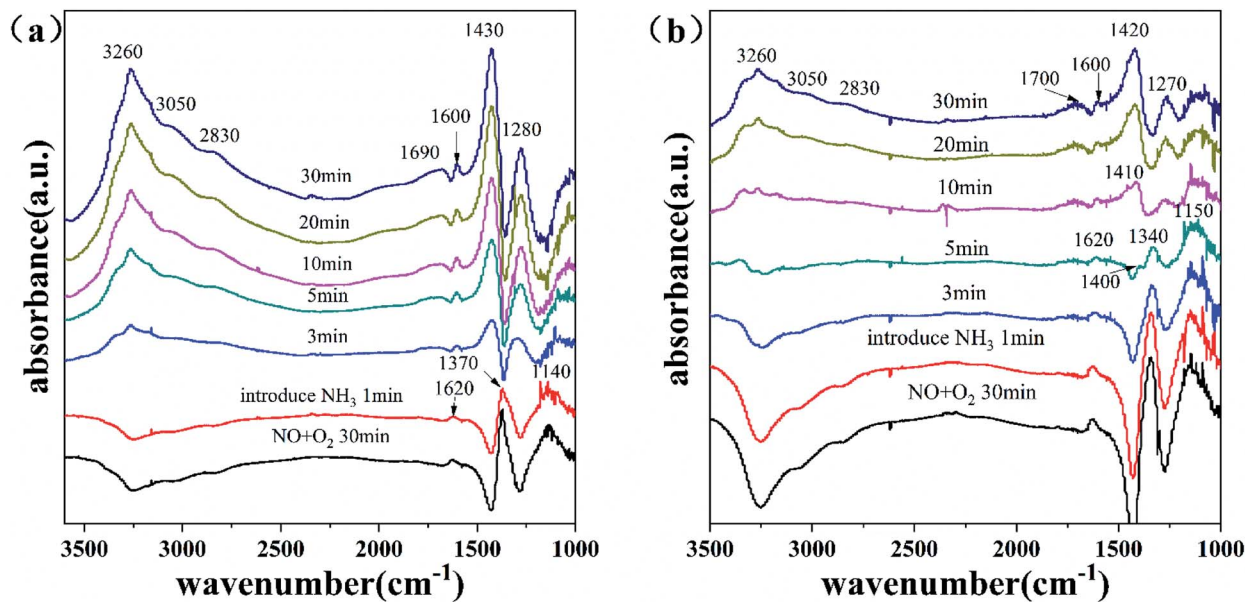 (a)
3260
3050
2830
1690
1600
1430
1280
30min
20min
10min
5min
3min
1370
1140
1620
introduce NH₃ 1min
NO+O₂ 30min
3500 3000 2500 2000 1500 1000
wavenumber(cm⁻¹)
absorbance(a.u.)
(b)
3260
3050
2830
1700
1600
1420
1270
30min
20min
10min
1410
1150
5min
1620
1340
1400
3min
introduce NH₃ 1min
NO+O₂ 30min
3500 3000 2500 2000 1500 1000
wavenumber(cm⁻¹)
absorbance(a.u.)